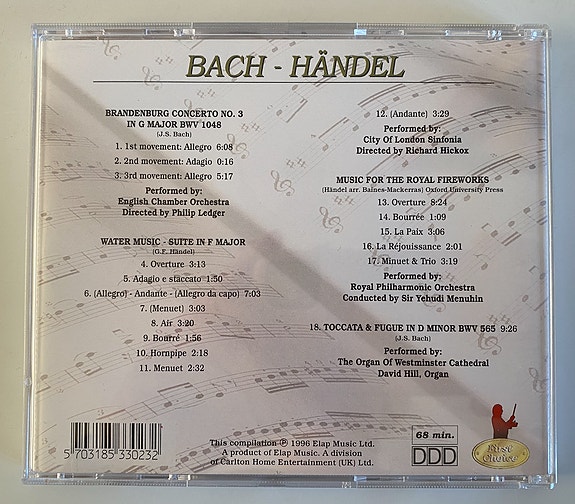 BACH - HÄNDEL
BRANDENBURG CONCERTO NO. 3
IN G MAJOR BWV 1048
(J.S. Bach)
1. 1st movement: Allegro 6:08
2. 2nd movement: Adagio 0:16
3. 3rd movement: Allegro 5:17
Performed by:
English Chamber Orchestra
Directed by Philip Ledger
WATER MUSIC - SUITE IN F MAJOR
(G.F. Händel)
4. Overture 3:13
5. Adagio e staccato 1:50
6. (Allegro) - Andante - (Allegro da capo) 7:03
7. (Menuet) 3:03
8. Air 3:20
9. Bourré 1:56
10. Hornpipe 2:18
11. Menuet 2:32
12. (Andante) 3:29
Performed by:
City Of London Sinfonia
Directed by Richard Hickox
MUSIC FOR THE ROYAL FIREWORKS
(Händel arr. Baines-Mackerras) Oxford University Press
13. Overture 8:24
14. Bourrée 1:09
15. La Paix 3:06
16. La Réjouissance 2:01
17. Minuet & Trio 3:19
Performed by:
Royal Philharmonic Orchestra
Conducted by Sir Yehudi Menuhin
18. TOCCATA & FUGUE IN D MINOR BWV 565 9:26
(J.S. Bach)
Performed by:
The Organ Of Westminster Cathedral
David Hill, Organ
5 703185 330232
This compilation ℗ 1996 Elap Music Ltd.
A product of Elap Music. A division
of Carlton Home Entertainment (UK) Ltd.
68 min.
DDD
First
Choice